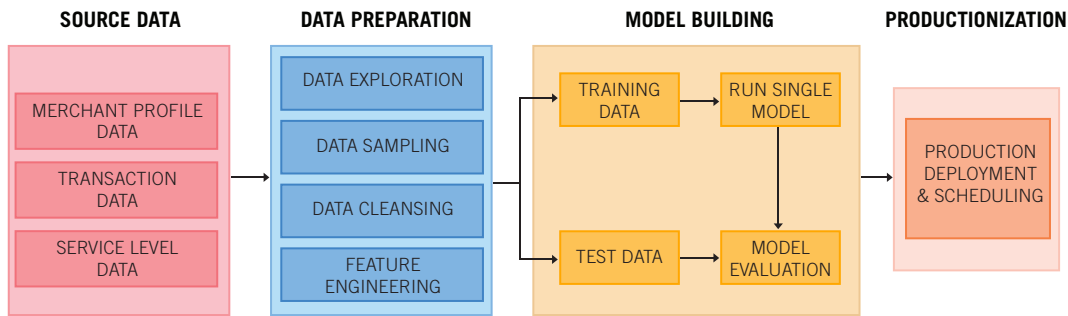 SOURCE DATA
MERCHANT PROFILE
DATA
TRANSACTION
DATA
SERVICE LEVEL
DATA
DATA PREPARATION
DATA EXPLORATION
DATA SAMPLING
DATA CLEANSING
FEATURE
ENGINEERING
MODEL BUILDING
TRAINING
DATA
RUN SINGLE
MODEL
TEST DATA
MODEL
EVALUATION
PRODUCTIONIZATION
PRODUCTION
DEPLOYMENT
& SCHEDULING